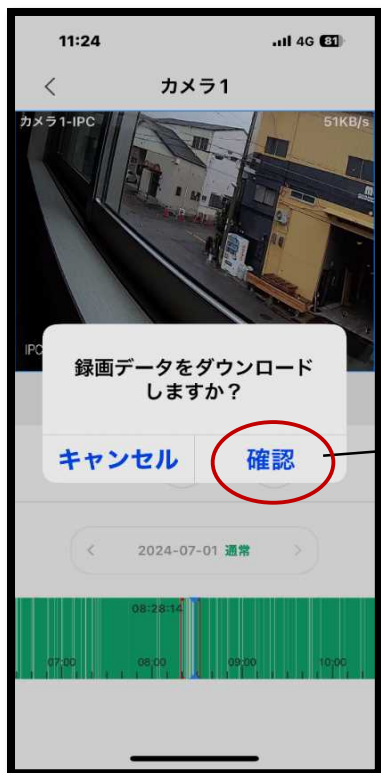 11:24
4G 81
カメラ1
カメラ1-IPC
51KB/s
IPC
録画データをダウンロード
しますか？
キャンセル
確認
2024-07-01 通常
08:28:14
07:00 08:00 09:00 10:00